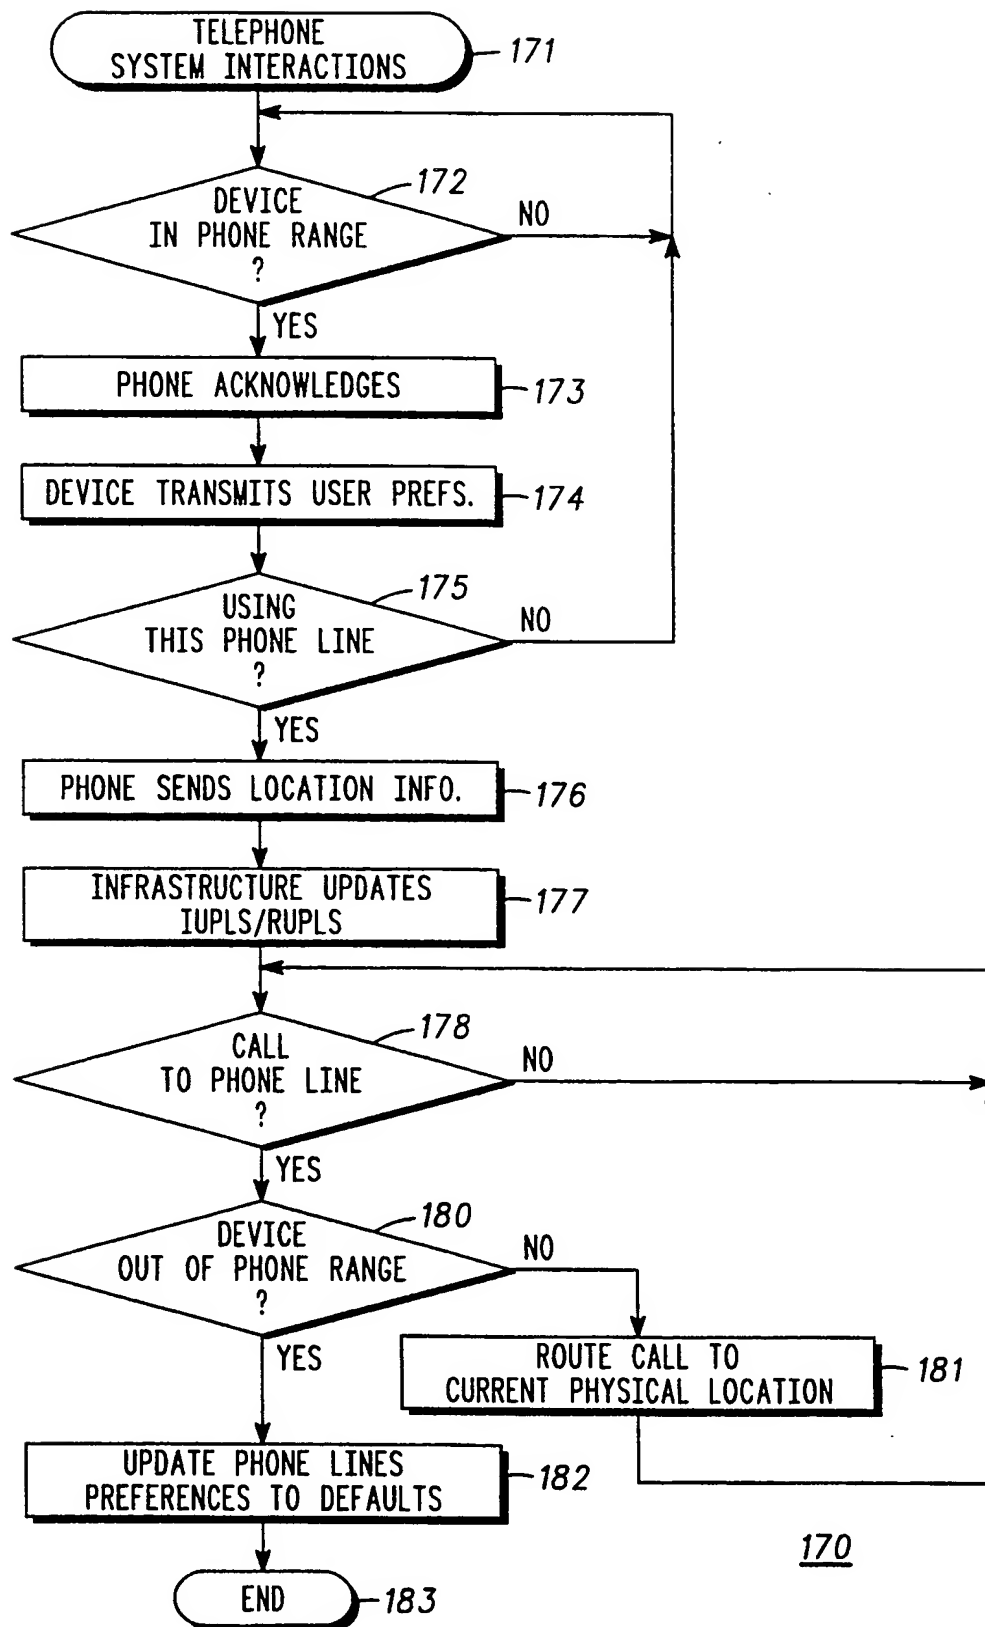 TELEPHONE
SYSTEM INTERACTIONS
171
172
DEVICE
IN PHONE RANGE
?
NO
YES
PHONE ACKNOWLEDGES
173
DEVICE TRANSMITS USER PREFS.
174
175
USING
THIS PHONE LINE
?
NO
YES
PHONE SENDS LOCATION INFO.
176
INFRASTRUCTURE UPDATES
IUPLS/RUPLS
177
178
CALL
TO PHONE LINE
?
NO
YES
180
DEVICE
OUT OF PHONE RANGE
?
NO
YES
ROUTE CALL TO
CURRENT PHYSICAL LOCATION
181
UPDATE PHONE LINES
PREFERENCES TO DEFAULTS
182
170
END
183